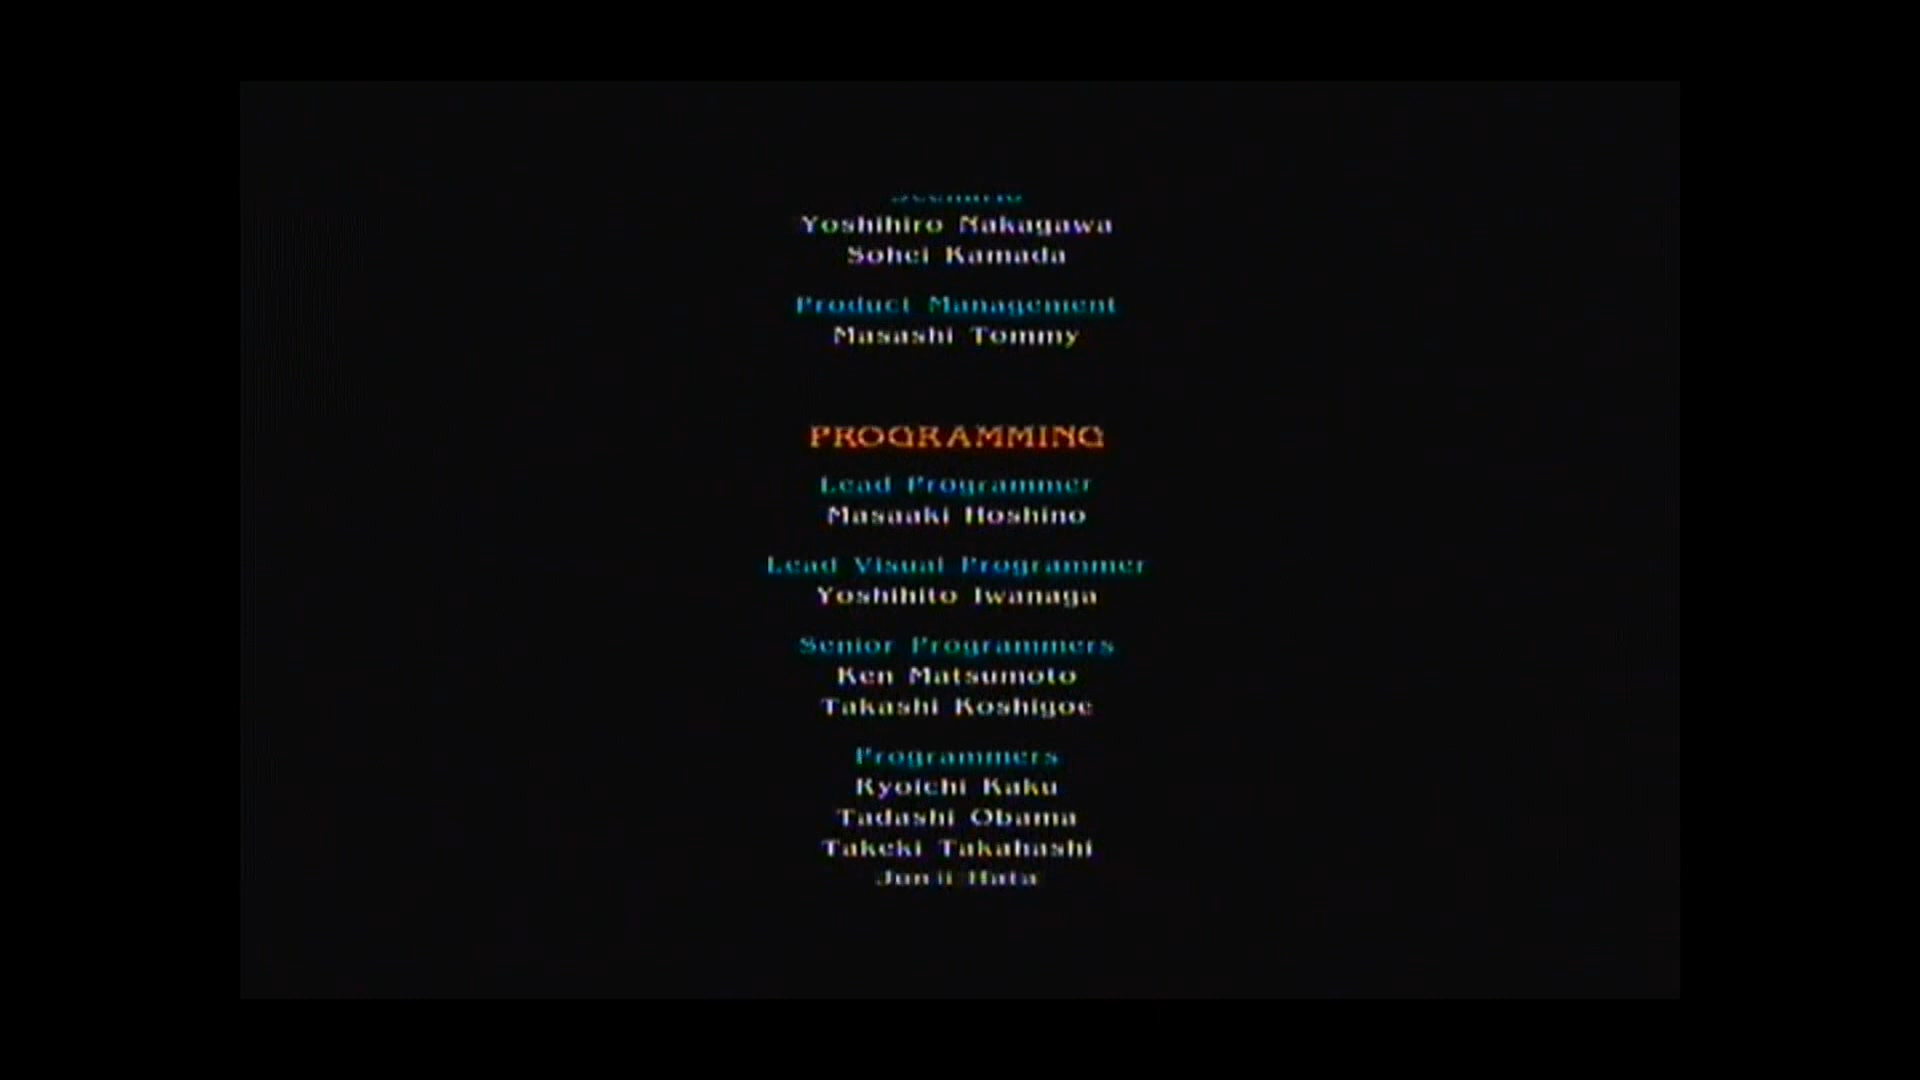 Yoshihiro Nakagawa
Sohei Kamada
Product Management
Masashi Tommy
PROGRAMMING
Lead Programmer
Masaaki Hoshino
Lead Visual Programmer
Yoshihito Iwanaga
Senior Programmers
Ken Matsumoto
Takashi Koshigoe
Programmers
Ryoichi Kaku
Tadashi Obama
Takeki Takahashi
Junji Hata